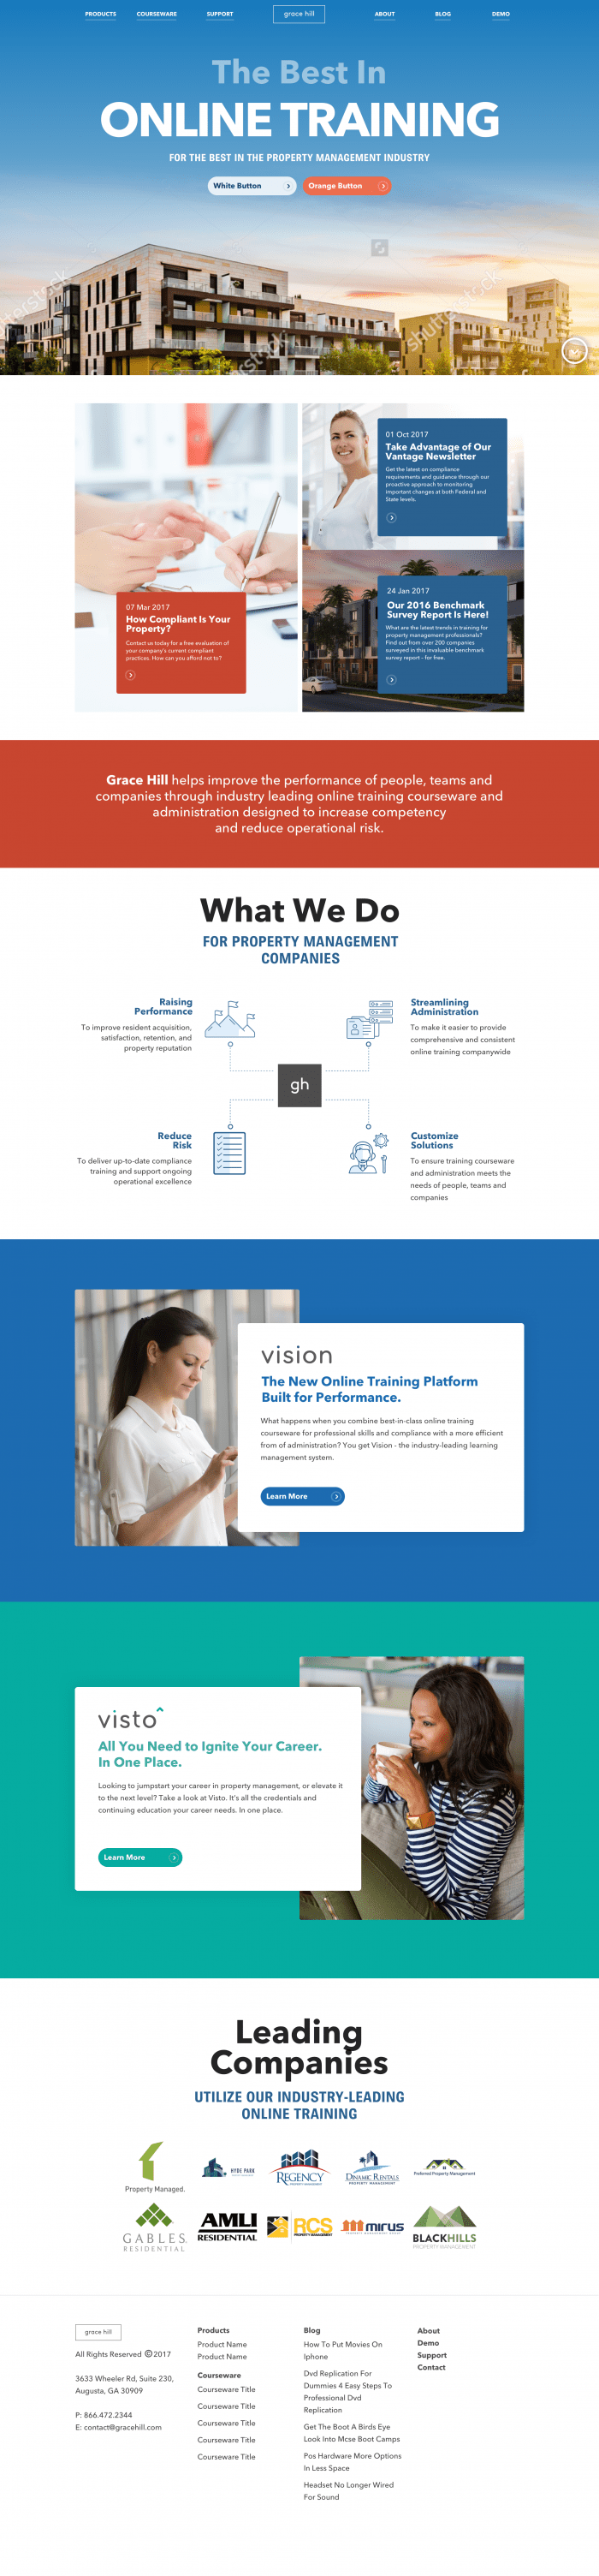 PRODUCTS COURSEWARE SUPPORT grace hill ABOUT BLOG DEMO
The Best In
ONLINE TRAINING
FOR THE BEST IN THE PROPERTY MANAGEMENT INDUSTRY
White Button
Orange Button
shutterstock
01 Oct 2017
Take Advantage of Our
Vantage Newsletter
Get the latest on compliance
requirements and guidance through our
proactive approach to monitoring
important changes at both Federal and
State levels.
07 Mar 2017
How Compliant Is Your
Property?
Contact us today for a free evaluation of
your company's current compliant
practices. How can you afford not to?
24 Jan 2017
Our 2016 Benchmark
Survey Report Is Here!
What are the latest trends in training for
property management professionals?
Find out from over 200 companies
surveyed in this invaluable benchmark
survey report - for free.
Grace Hill helps improve the performance of people, teams and
companies through industry leading online training courseware and
administration designed to increase competency
and reduce operational risk.
What We Do
FOR PROPERTY MANAGEMENT
COMPANIES
Raising
Performance
To improve resident acquisition,
satisfaction, retention, and
property reputation
Streamlining
Administration
To make it easier to provide
comprehensive and consistent
online training companywide
gh
Reduce
Risk
To deliver up-to-date compliance
training and support ongoing
operational excellence
Customize
Solutions
To ensure training courseware
and administration meets the
needs of people, teams and
companies
vision
The New Online Training Platform
Built for Performance.
What happens when you combine best-in-class online training
courseware for professional skills and compliance with a more efficient
from of administration? You get Vision - the industry-leading learning
management system.
Learn More
visto
All You Need to Ignite Your Career.
In One Place.
Looking to jumpstart your career in property management, or elevate it
to the next level? Take a look at Visto. It's all the credentials and
continuing education your career needs. In one place.
Learn More
Leading
Companies
UTILIZE OUR INDUSTRY-LEADING
ONLINE TRAINING
Property Managed.
HYDE PARK
REGENCY
PROPERTY MANAGEMENT
DYNAMIC RENTALS
PROPERTY MANAGEMENT
Preferred Property Management
GABLES
RESIDENTIAL
AMLI
RESIDENTIAL
RCS
PROPERTY MANAGEMENT
mirus
BLACKHILLS
PROPERTY MANAGEMENT
grace hill
All Rights Reserved ©2017
3633 Wheeler Rd, Suite 230,
Augusta, GA 30909
P: 866.472.2344
E: contact@gracehill.com
Products
Product Name
Product Name
Courseware
Courseware Title
Courseware Title
Courseware Title
Courseware Title
Courseware Title
Blog
How To Put Movies On
Iphone
Dvd Replication For
Dummies 4 Easy Steps To
Professional Dvd
Replication
Get The Boot A Birds Eye
Look Into Mcse Boot Camps
Pos Hardware More Options
In Less Space
Headset No Longer Wired
For Sound
About
Demo
Support
Contact